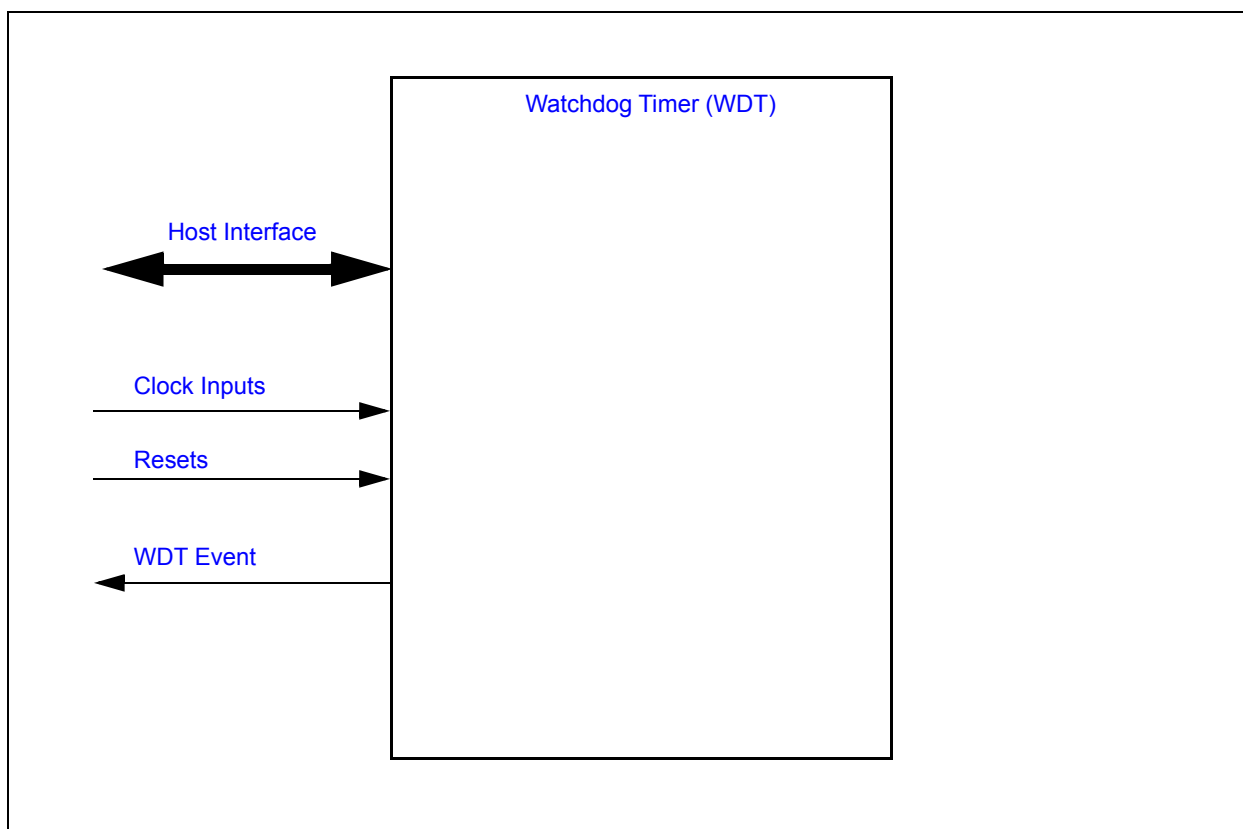 Watchdog Timer (WDT)
Host Interface
Clock Inputs
Resets
WDT Event